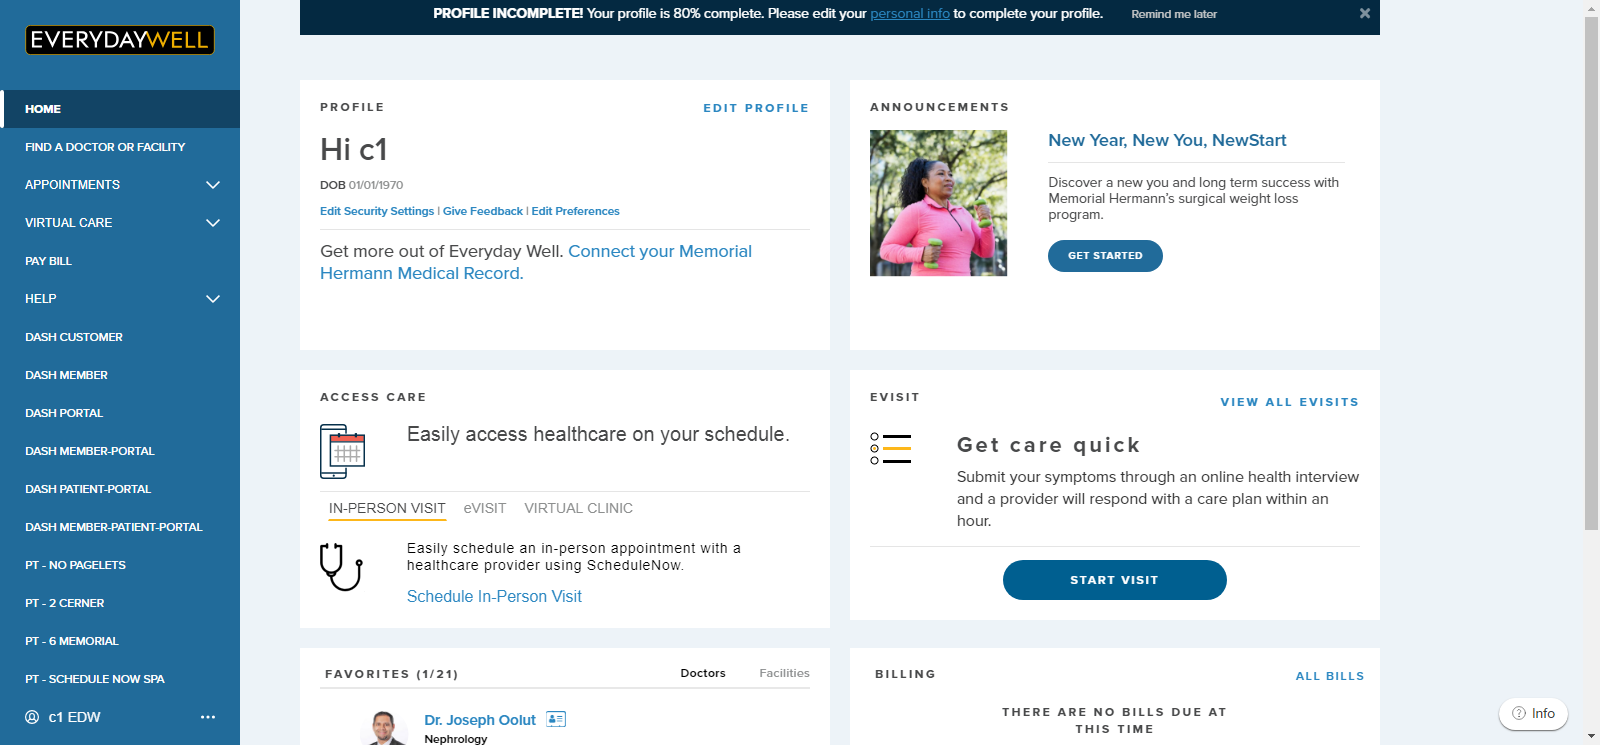 PROFILE INCOMPLETE! Your profile is 80% complete. Please edit your personal info to complete your profile. Remind me later
EVERYDAYWELL
HOME
FIND A DOCTOR OR FACILITY
APPOINTMENTS
VIRTUAL CARE
PAY BILL
HELP
DASH CUSTOMER
DASH MEMBER
DASH PORTAL
DASH MEMBER-PORTAL
DASH PATIENT-PORTAL
DASH MEMBER-PATIENT-PORTAL
PT - NO PAGELETS
PT - 2 CERNER
PT - 6 MEMORIAL
PT - SCHEDULE NOW SPA
c1 EDW
PROFILE
EDIT PROFILE
Hi c1
DOB 01/01/1970
Edit Security Settings | Give Feedback | Edit Preferences
Get more out of Everyday Well. Connect your Memorial
Hermann Medical Record.
ANNOUNCEMENTS
New Year, New You, NewStart
Discover a new you and long term success with
Memorial Hermann's surgical weight loss
program.
GET STARTED
ACCESS CARE
Easily access healthcare on your schedule.
IN-PERSON VISIT eVISIT VIRTUAL CLINIC
Easily schedule an in-person appointment with a
healthcare provider using ScheduleNow.
Schedule In-Person Visit
EVISIT
VIEW ALL EVISITS
Get care quick
Submit your symptoms through an online health interview
and a provider will respond with a care plan within an
hour.
START VISIT
FAVORITES (1/21)
Doctors Facilities
Dr. Joseph Oolut
Nephrology
BILLING
ALL BILLS
THERE ARE NO BILLS DUE AT
THIS TIME
Info